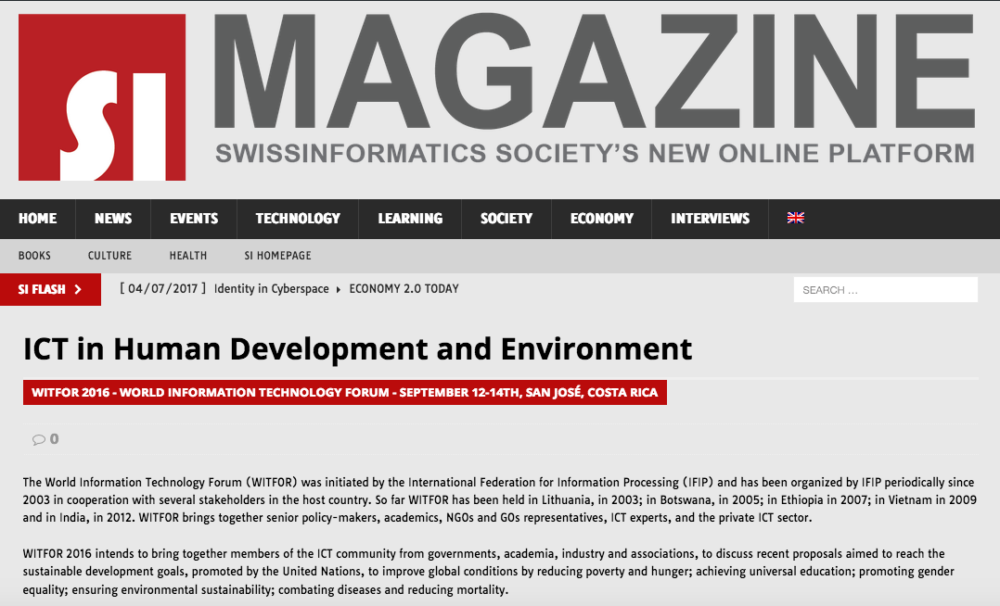 SI
MAGAZINE
SWISSINFORMATICS SOCIETY'S NEW ONLINE PLATFORM
HOME NEWS EVENTS TECHNOLOGY LEARNING SOCIETY ECONOMY INTERVIEWS
BOOKS CULTURE HEALTH SI HOMEPAGE
SI FLASH [ 04/07/2017 ] Identity in Cyberspace ECONOMY 2.0 TODAY SEARCH …
ICT in Human Development and Environment
WITFOR 2016 - WORLD INFORMATION TECHNOLOGY FORUM - SEPTEMBER 12-14TH, SAN JOSÉ, COSTA RICA
0
The World Information Technology Forum (WITFOR) was initiated by the International Federation for Information Processing (IFIP) and has been organized by IFIP periodically since
2003 in cooperation with several stakeholders in the host country. So far WITFOR has been held in Lithuania, in 2003; in Botswana, in 2005; in Ethiopia in 2007; in Vietnam in 2009
and in India, in 2012. WITFOR brings together senior policy-makers, academics, NGOs and GOs representatives, ICT experts, and the private ICT sector.
WITFOR 2016 intends to bring together members of the ICT community from governments, academia, industry and associations, to discuss recent proposals aimed to reach the
sustainable development goals, promoted by the United Nations, to improve global conditions by reducing poverty and hunger; achieving universal education; promoting gender
equality; ensuring environmental sustainability; combating diseases and reducing mortality.